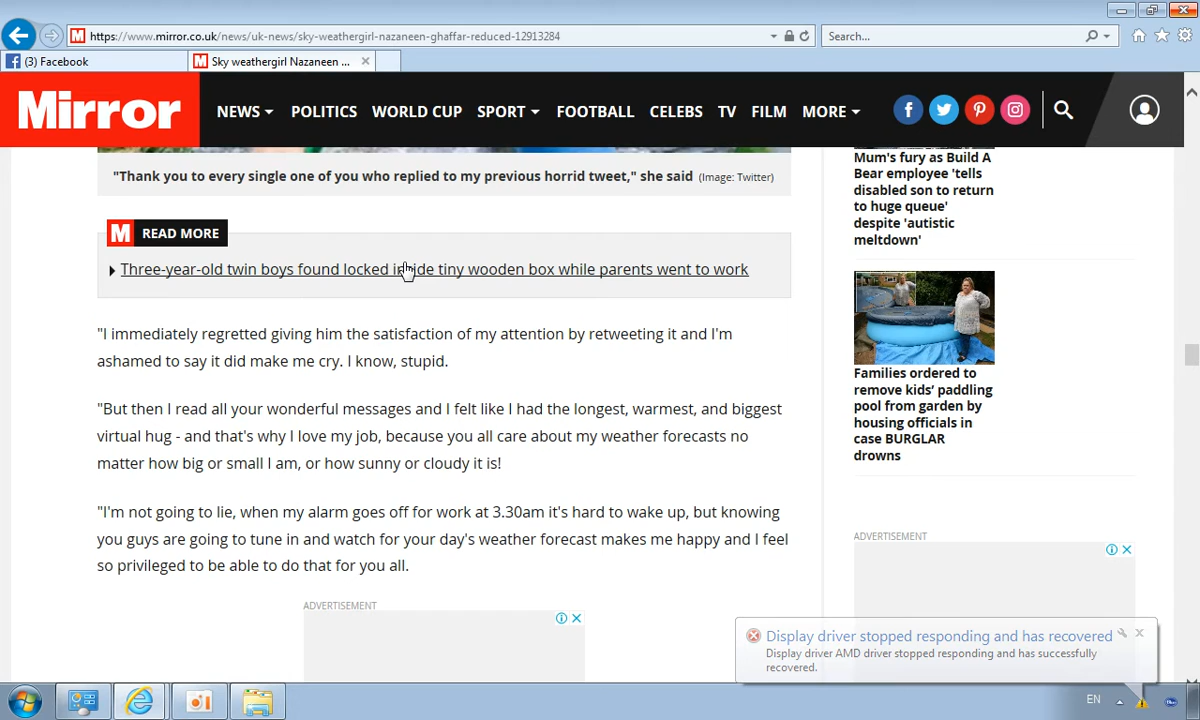 https://www.mirror.co.uk/news/uk-news/sky-weathergirl-nazaneen-ghaffar-reduced-12913284
Search...
(3) Facebook
Sky weathergirl Nazaneen ...
Mirror
NEWS
POLITICS
WORLD CUP
SPORT
FOOTBALL
CELEBS
TV
FILM
MORE
"Thank you to every single one of you who replied to my previous horrid tweet," she said (Image: Twitter)
M READ MORE
Three-year-old twin boys found locked inside tiny wooden box while parents went to work
"I immediately regretted giving him the satisfaction of my attention by retweeting it and I'm
ashamed to say it did make me cry. I know, stupid.
"But then I read all your wonderful messages and I felt like I had the longest, warmest, and biggest
virtual hug - and that's why I love my job, because you all care about my weather forecasts no
matter how big or small I am, or how sunny or cloudy it is!
"I'm not going to lie, when my alarm goes off for work at 3.30am it's hard to wake up, but knowing
you guys are going to tune in and watch for your day's weather forecast makes me happy and I feel
so privileged to be able to do that for you all.
ADVERTISEMENT
Mum's fury as Build A
Bear employee 'tells
disabled son to return
to huge queue'
despite 'autistic
meltdown'
Families ordered to
remove kids' paddling
pool from garden by
housing officials in
case BURGLAR
drowns
ADVERTISEMENT
Display driver stopped responding and has recovered
Display driver AMD driver stopped responding and has successfully
recovered.
EN